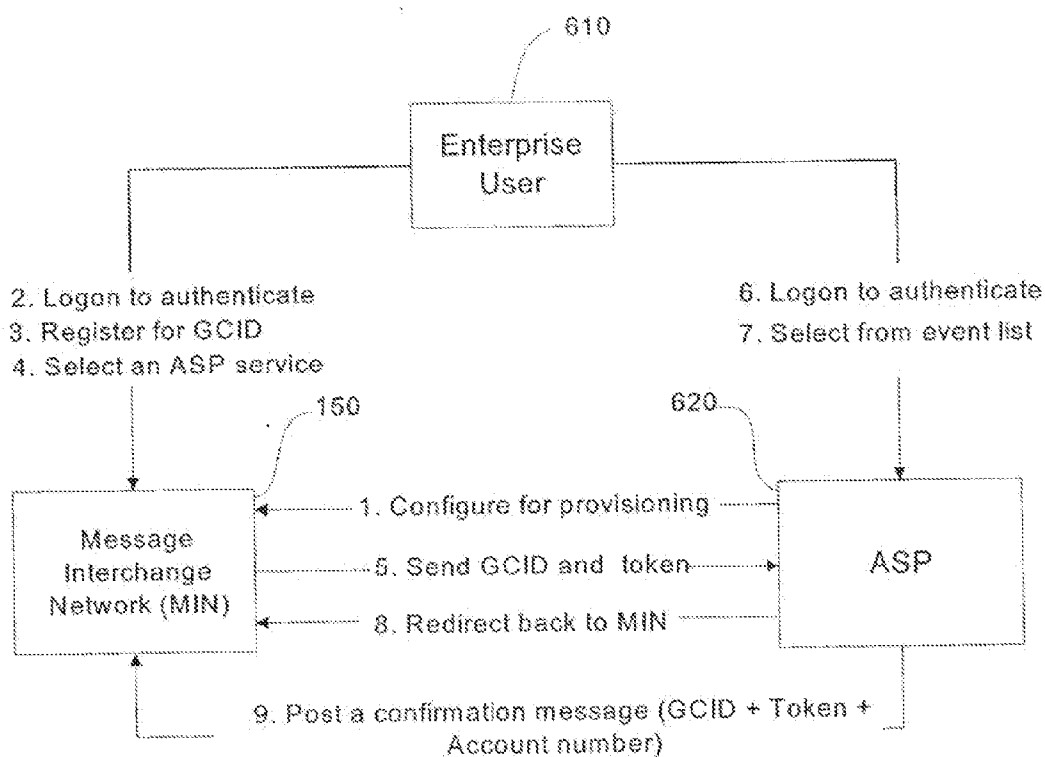 610
Enterprise
User
2. Logon to authenticate
3. Register for GCID
4. Select an ASP service
6. Logon to authenticate
7. Select from event list
150
620
Message
Interchange
Network (MIN)
1. Configure for provisioning
5. Send GCID and token
8. Redirect back to MIN
ASP
9. Post a confirmation message (GCID + Token +
Account number)